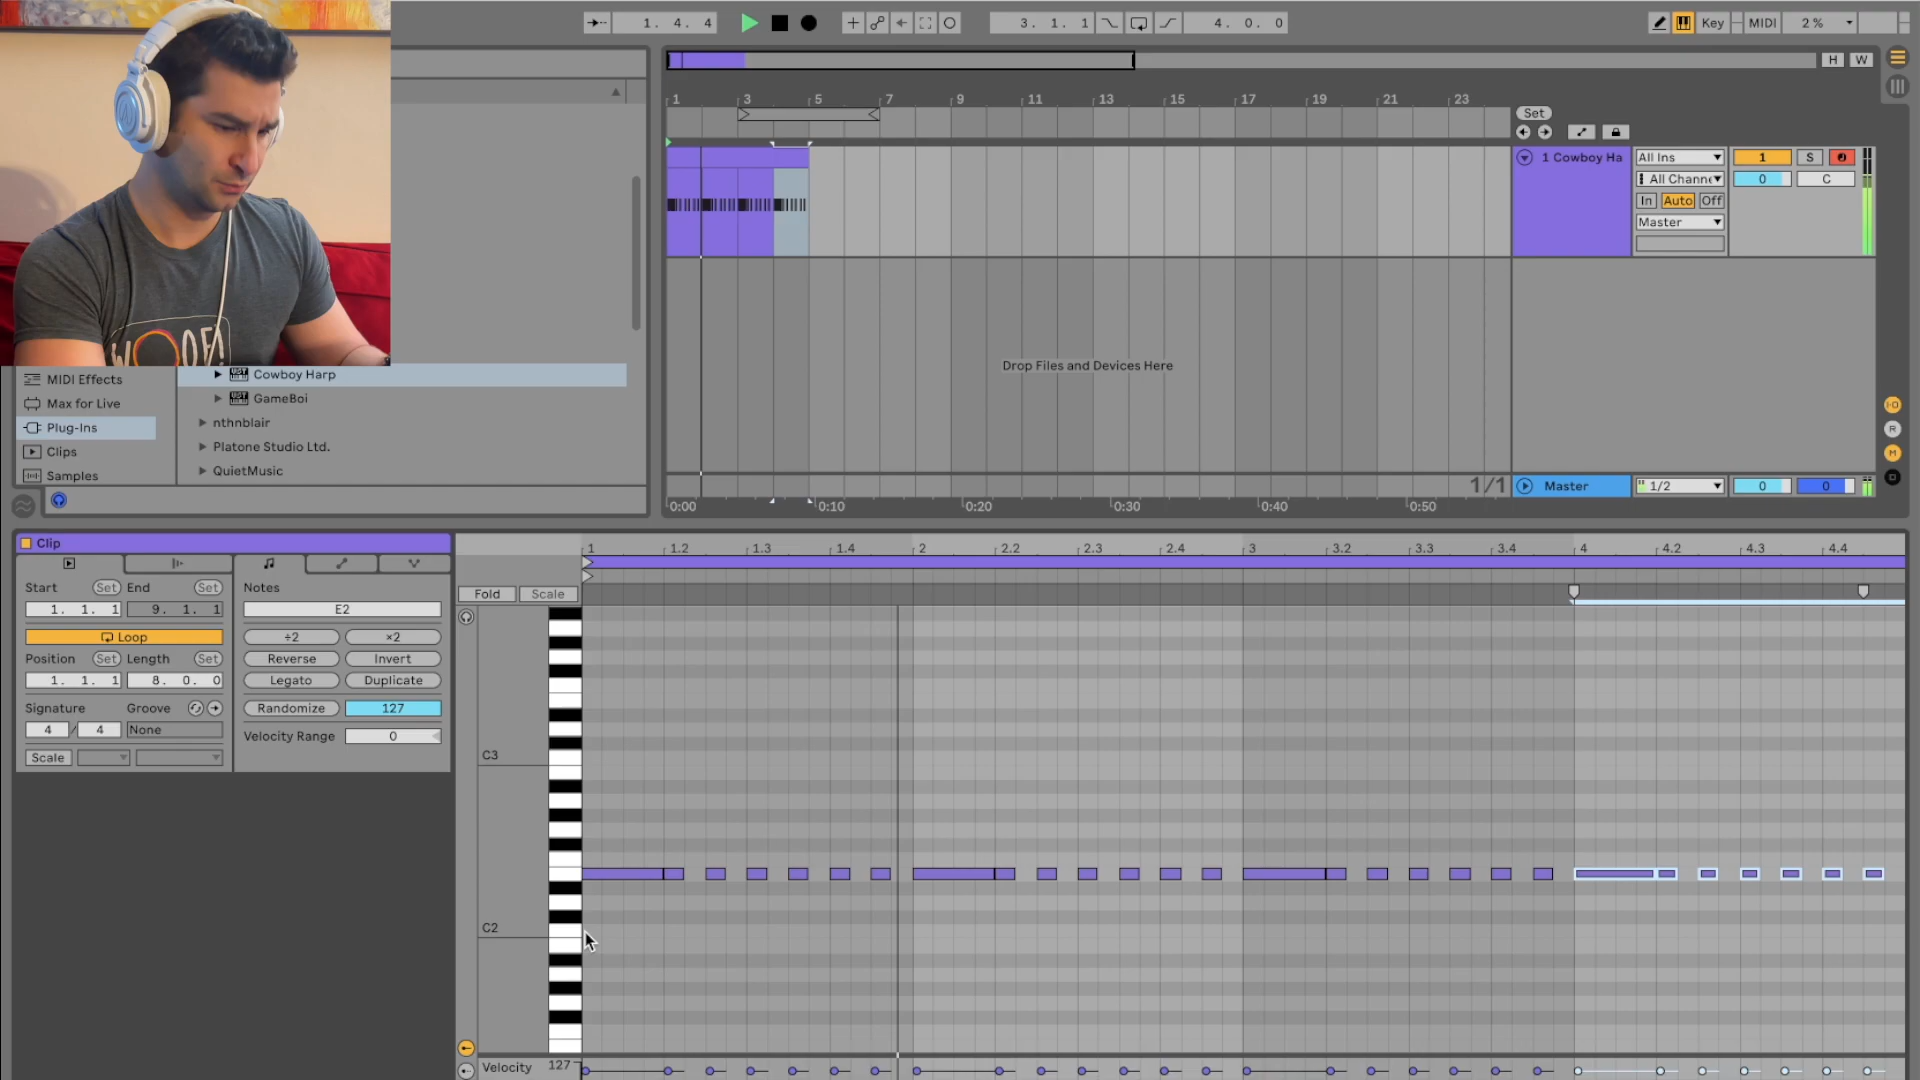 1. 4. 4
3. 1. 1
4. 0. 0
Key
MIDI
2 %
H W
1 3 5 7 9 11 13 15 17 19 21 23
Set
1 Cowboy Ha
All Ins
1
S
All Channe
0
C
In Auto Off
Master
WOOF!
Drop Files and Devices Here
MIDI Effects
Max for Live
Plug-Ins
Clips
Samples
Cowboy Harp
GameBoi
nthnblair
Platone Studio Ltd.
QuietMusic
R
M
1/1
Master
1/2
0
0
0:00 0:10 0:20 0:30 0:40 0:50
Clip
Start Set End Set
1. 1. 1 9. 1. 1
Loop
Position Set Length Set
1. 1. 1 8. 0. 0
Signature Groove
4 / 4 None
Scale
Notes
E2
÷2 ×2
Reverse Invert
Legato Duplicate
Randomize 127
Velocity Range 0
1 1.2 1.3 1.4 2 2.2 2.3 2.4 3 3.2 3.3 3.4 4 4.2 4.3 4.4
Fold Scale
C3
C2
Velocity 127